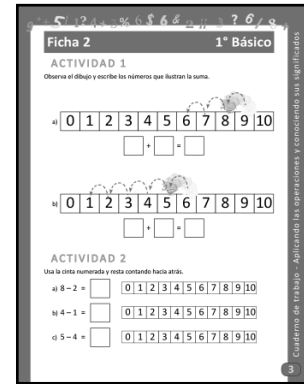 Ficha 2 1° Básico
ACTIVIDAD 1
Observa el dibujo y escribe los números que ilustran la suma.
a) 0 1 2 3 4 5 6 7 8 9 10
+ =
b) 0 1 2 3 4 5 6 7 8 9 10
+ =
ACTIVIDAD 2
Usa la cinta numerada y resta contando hacia atrás.
a) 8 – 2 = 0 1 2 3 4 5 6 7 8 9 10
b) 4 – 1 = 0 1 2 3 4 5 6 7 8 9 10
c) 5 – 4 = 0 1 2 3 4 5 6 7 8 9 10
Cuaderno de trabajo - Aplicando las operaciones y conociendo sus significados
3